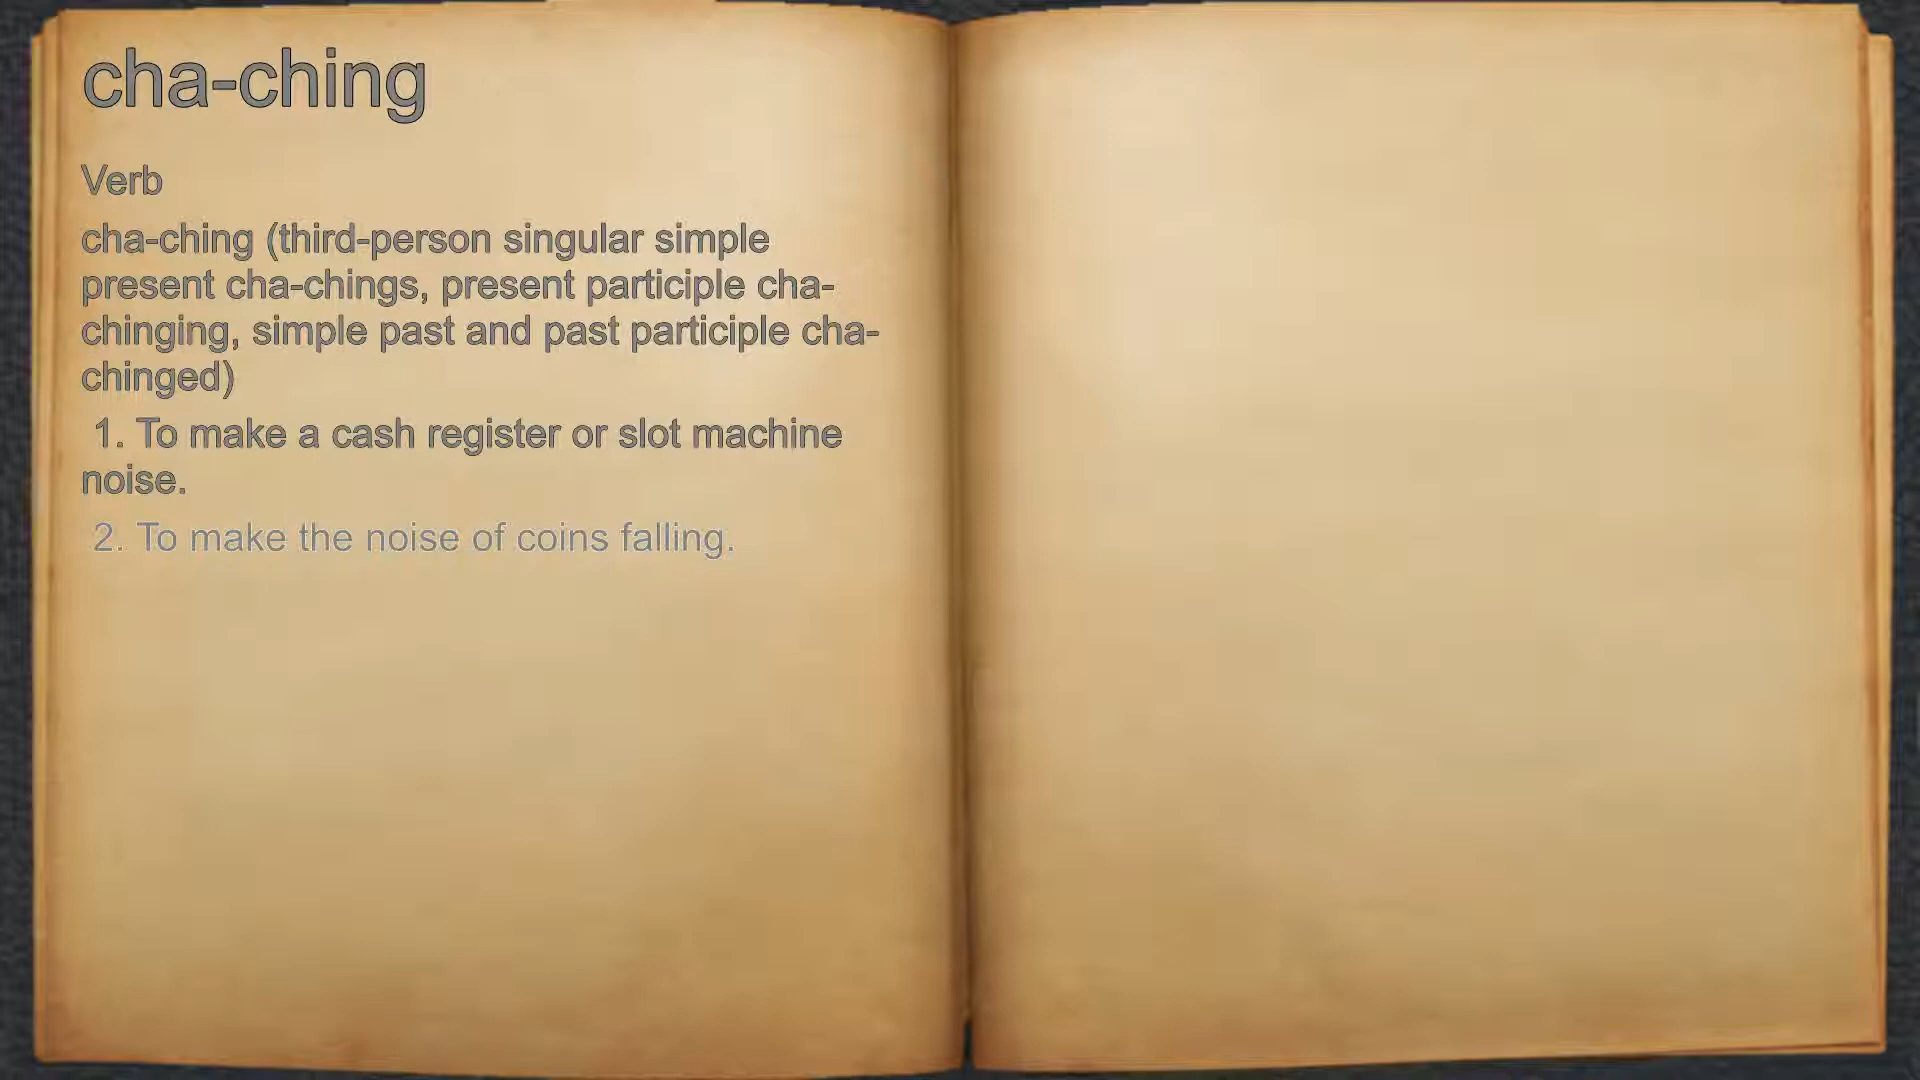 cha-ching
Verb
cha-ching (third-person singular simple
present cha-chings, present participle cha-
chinging, simple past and past participle cha-
chinged)
1. To make a cash register or slot machine
noise.
2. To make the noise of coins falling.